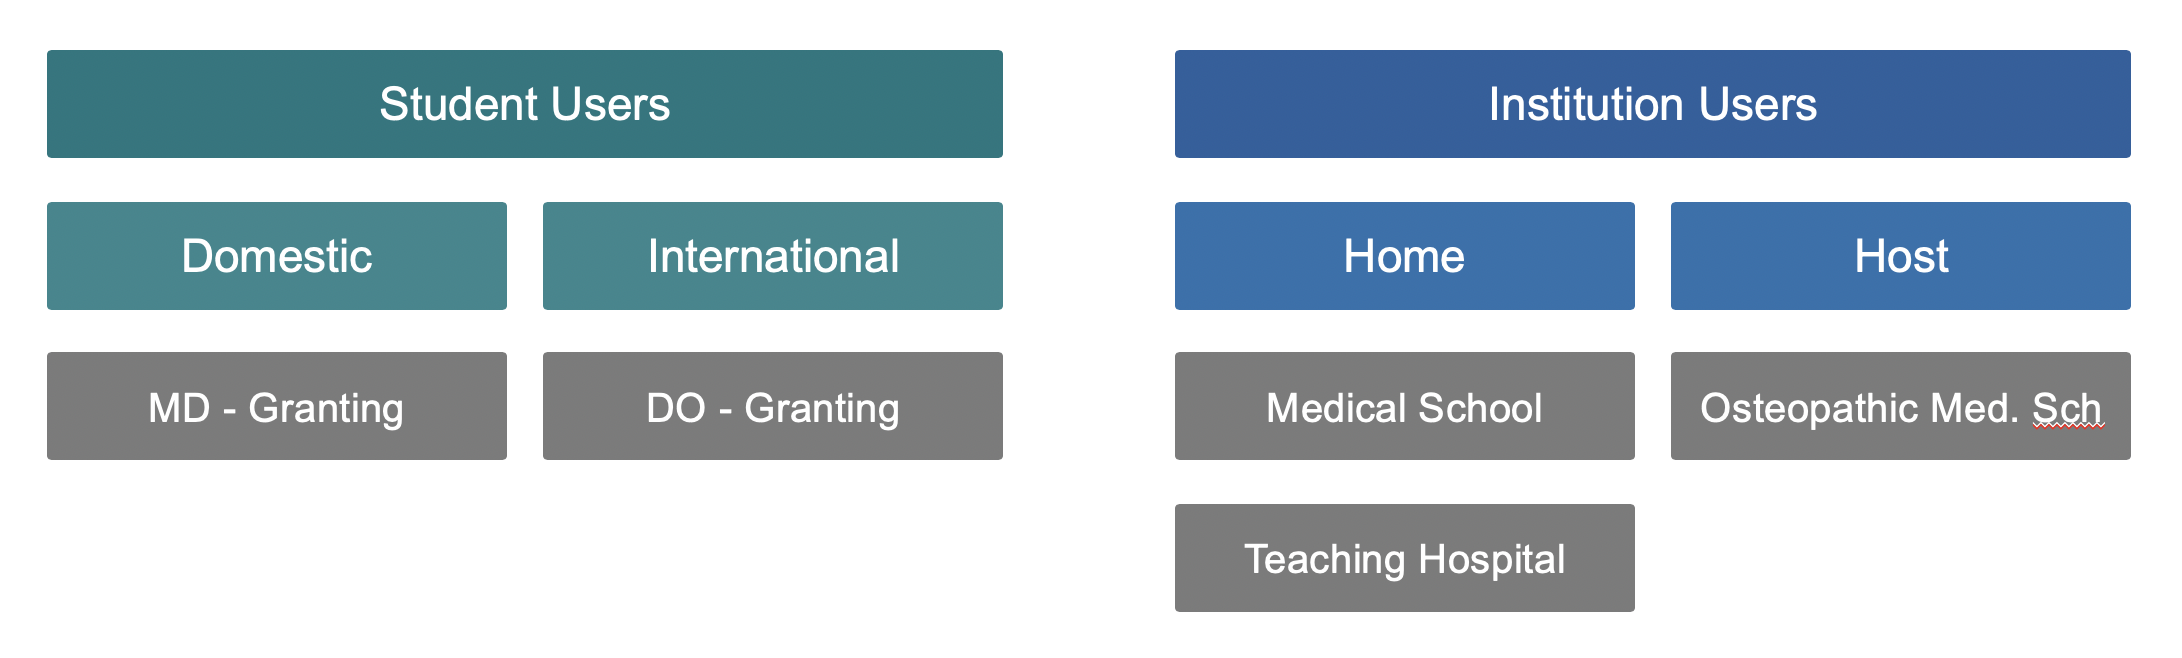 Student Users
Institution Users
Domestic
International
Home
Host
MD - Granting
DO - Granting
Medical School
Osteopathic Med. Sch
Teaching Hospital